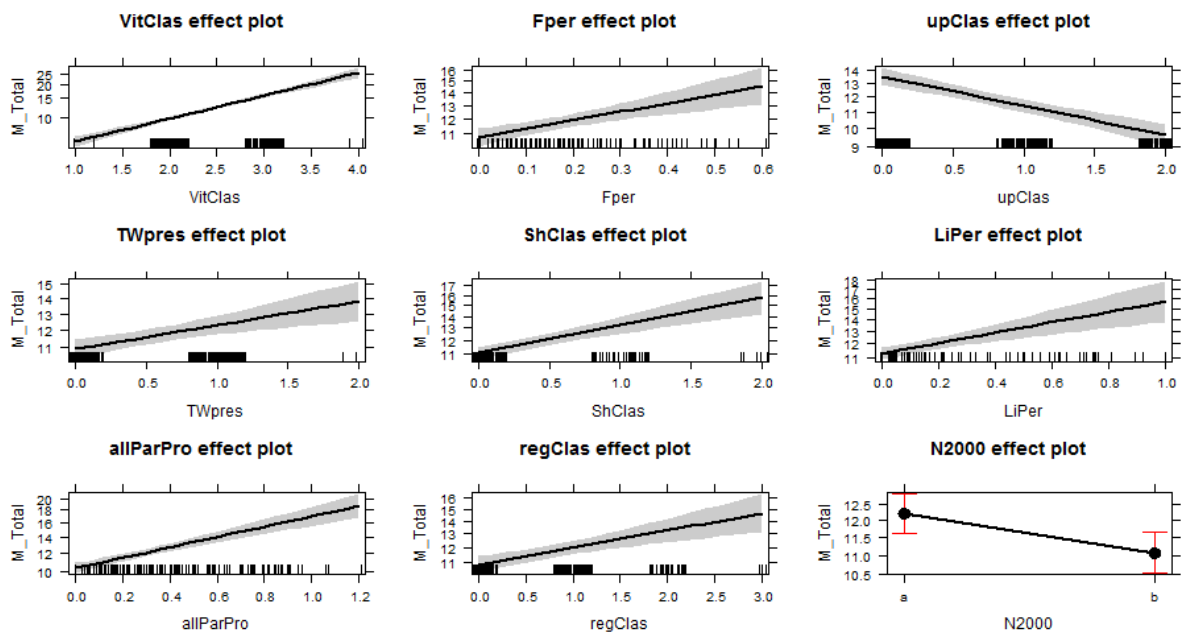 VitClas effect plot
M_Total
25
20
15
10
1.0 1.5 2.0 2.5 3.0 3.5 4.0
VitClas
Fper effect plot
M_Total
16
15
14
13
12
11
0.0 0.1 0.2 0.3 0.4 0.5 0.6
Fper
upClas effect plot
M_Total
14
13
12
11
10
9
0.0 0.5 1.0 1.5 2.0
upClas
TWpres effect plot
M_Total
15
14
13
12
11
0.0 0.5 1.0 1.5 2.0
TWpres
ShClas effect plot
M_Total
17
16
15
14
13
12
11
0.0 0.5 1.0 1.5 2.0
ShClas
LiPer effect plot
M_Total
18
17
16
15
14
13
12
11
0.0 0.2 0.4 0.6 0.8 1.0
LiPer
allParPro effect plot
M_Total
20
18
16
14
12
10
0.0 0.2 0.4 0.6 0.8 1.0 1.2
allParPro
regClas effect plot
M_Total
16
15
14
13
12
11
0.0 0.5 1.0 1.5 2.0 2.5 3.0
regClas
N2000 effect plot
M_Total
12.5
12.0
11.5
11.0
10.5
a b
N2000